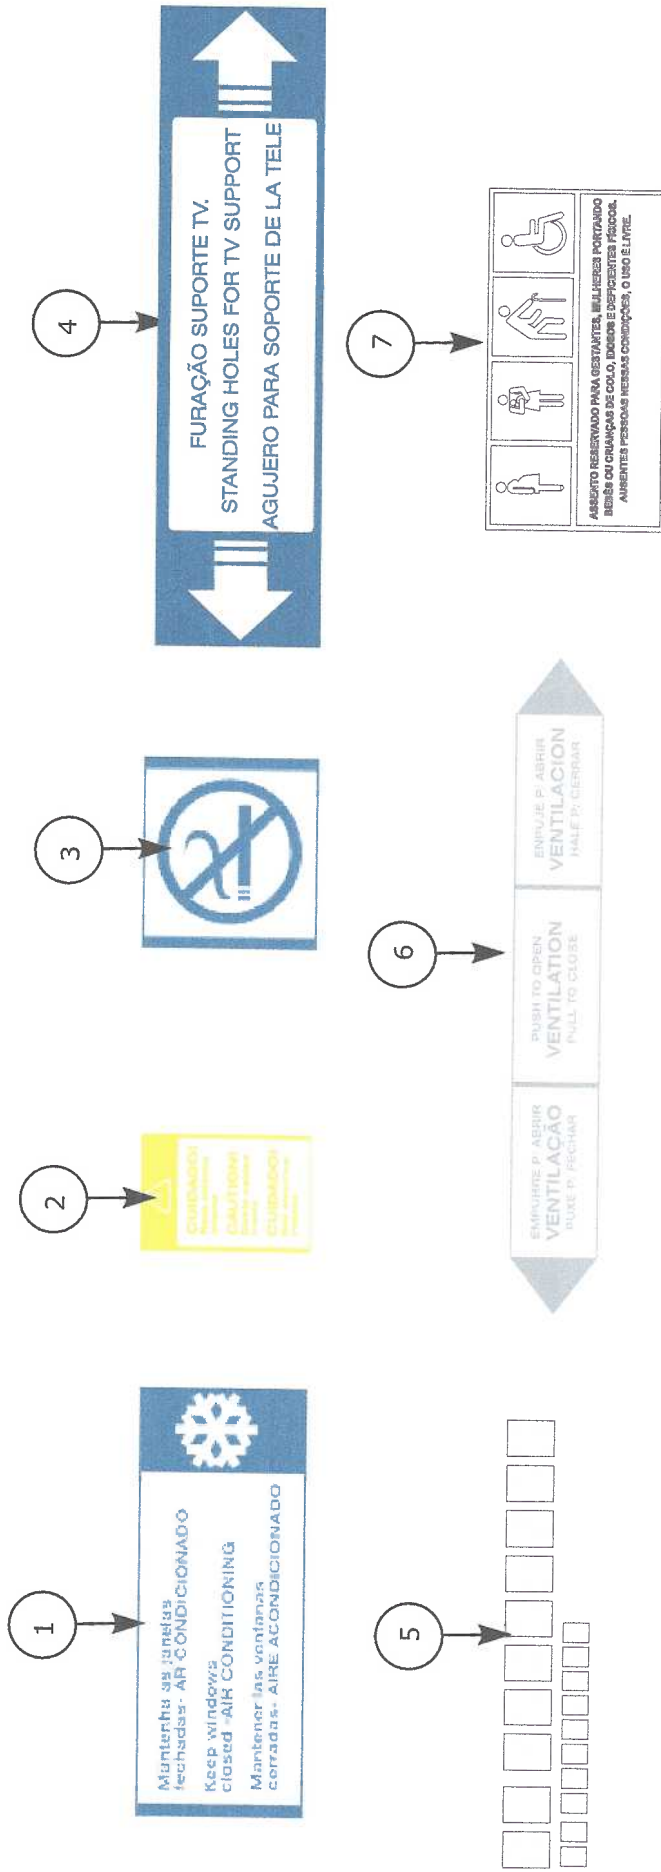 1
Mantenha as janelas
fechadas- AR CONDICIONADO
Keep windows
closed -AIR CONDITIONING
Mantener las ventanas
cerradas- AIRE ACONDICIONADO
2
CUIDADO!
CAUTION!
CUIDADO!
3
4
FURAÇÃO SUPORTE TV.
STANDING HOLES FOR TV SUPPORT
AGUJERO PARA SOPORTE DE LA TELE
5
6
EMPURRE P. ABRIR
VENTILAÇÃO
PUXE P. FECHAR
PUSH TO OPEN
VENTILATION
PULL TO CLOSE
ENPUJE P. ABRIR
VENTILACION
HALE P. CERRAR
7
ASSENTO RESERVADO PARA GESTANTES, MULHERES PORTANDO
BEBÊS OU CRIANÇAS DE COLO, IDOSOS E DEFICIENTES FÍSICOS.
AUSENTES PESSOAS NESSAS CONDIÇÕES, O USO É LIVRE.